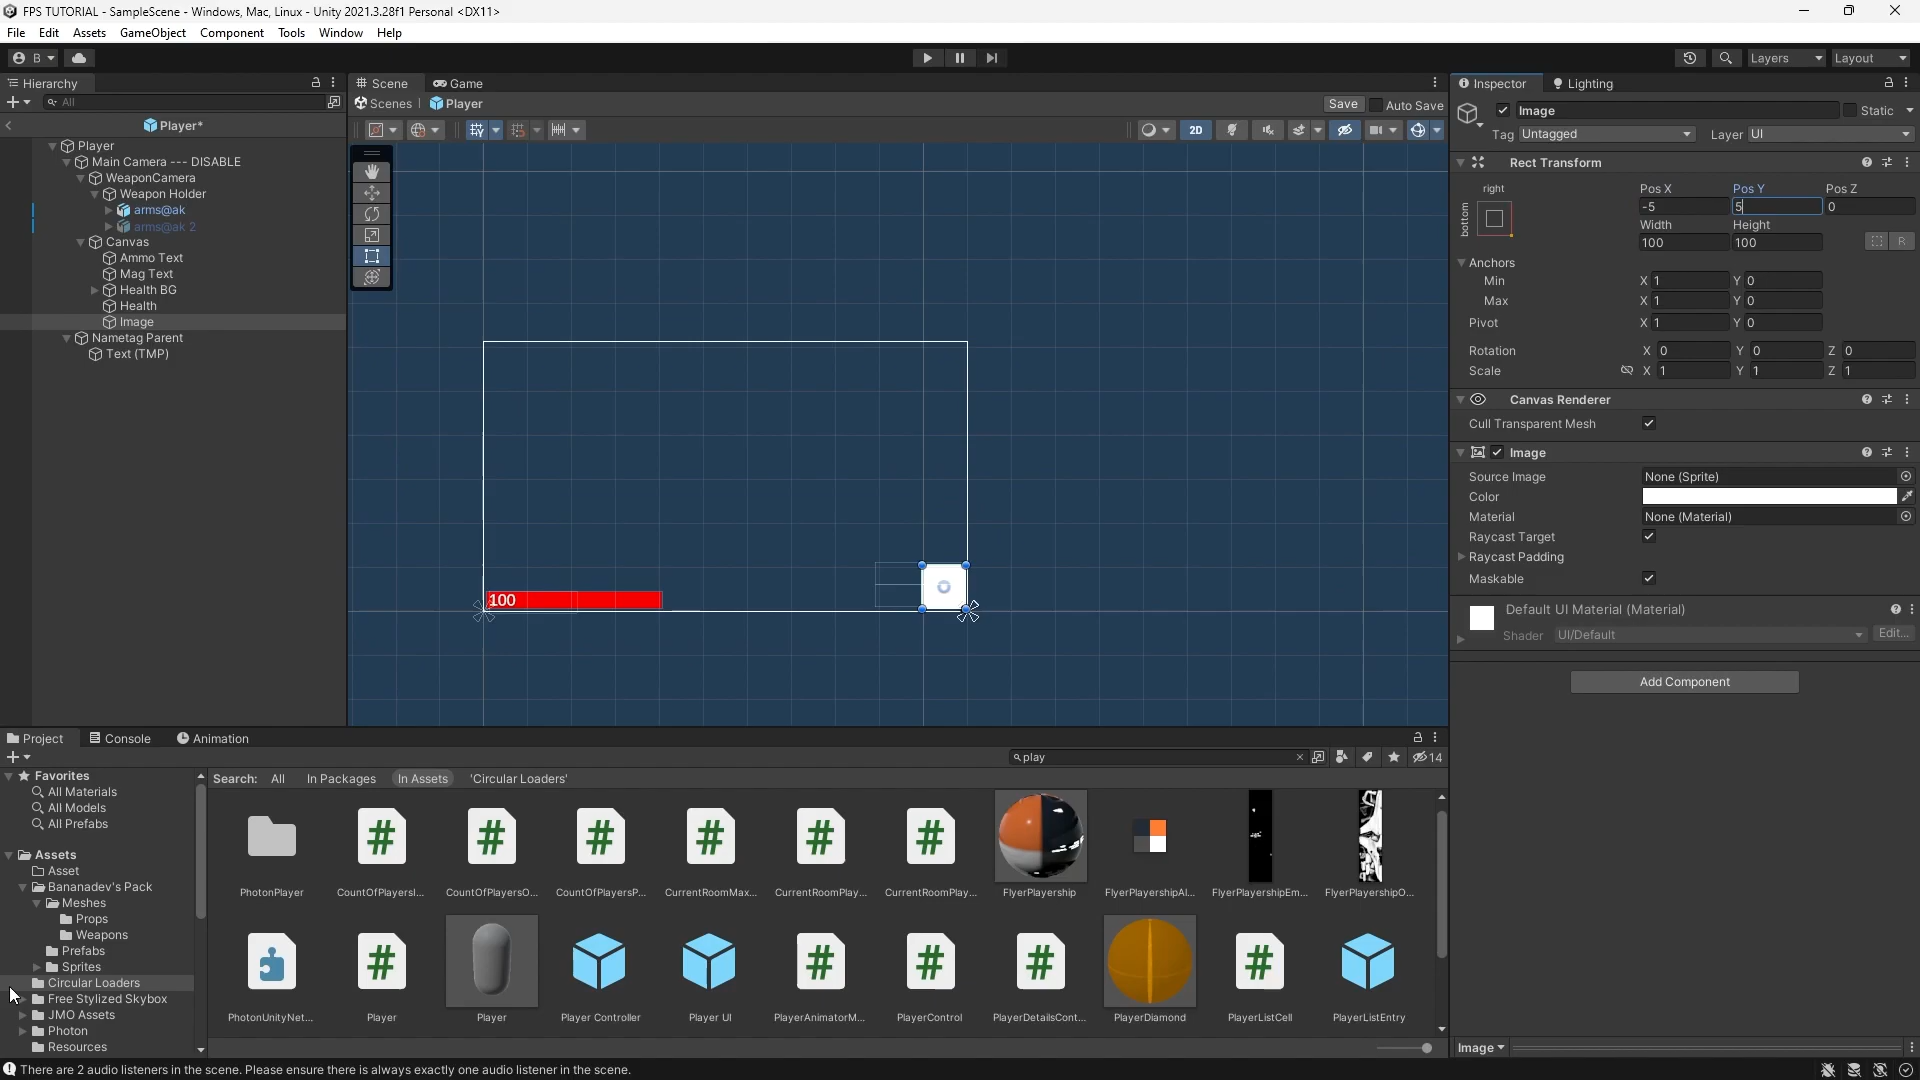 FPS TUTORIAL - SampleScene - Windows, Mac, Linux - Unity 2021.3.28f1 Personal <DX11>
File Edit Assets GameObject Component Tools Window Help
B Layers Layout
Hierarchy
All
Player*
Player
Main Camera --- DISABLE
WeaponCamera
Weapon Holder
arms@ak
arms@ak 2
Canvas
Ammo Text
Mag Text
Health BG
Health
Image
Nametag Parent
Text (TMP)
Scene Game
Scenes Player Save Auto Save
2D
100
Inspector Lighting
Image Static
Tag Untagged Layer UI
Rect Transform
right Pos X Pos Y Pos Z
bottom -5 5 0
Width Height
100 100 R
Anchors
Min X 1 Y 0
Max X 1 Y 0
Pivot X 1 Y 0
Rotation X 0 Y 0 Z 0
Scale X 1 Y 1 Z 1
Canvas Renderer
Cull Transparent Mesh
Image
Source Image None (Sprite)
Color
Material None (Material)
Raycast Target
Raycast Padding
Maskable
Default UI Material (Material)
Shader UI/Default Edit...
Add Component
Image
Project Console Animation
play 14
Favorites
All Materials
All Models
All Prefabs
Assets
Asset
Bananadev's Pack
Meshes
Props
Weapons
Prefabs
Sprites
Circular Loaders
Free Stylized Skybox
JMO Assets
Photon
Resources
Search: All In Packages In Assets 'Circular Loaders'
PhotonPlayer CountOfPlayersI... CountOfPlayersO... CountOfPlayersP... CurrentRoomMax... CurrentRoomPlay... CurrentRoomPlay... FlyerPlayership FlyerPlayershipAl... FlyerPlayershipEm... FlyerPlayershipO...
PhotonUnityNet... Player Player Player Controller Player UI PlayerAnimatorM... PlayerControl PlayerDetailsCont... PlayerDiamond PlayerListCell PlayerListEntry
There are 2 audio listeners in the scene. Please ensure there is always exactly one audio listener in the scene.